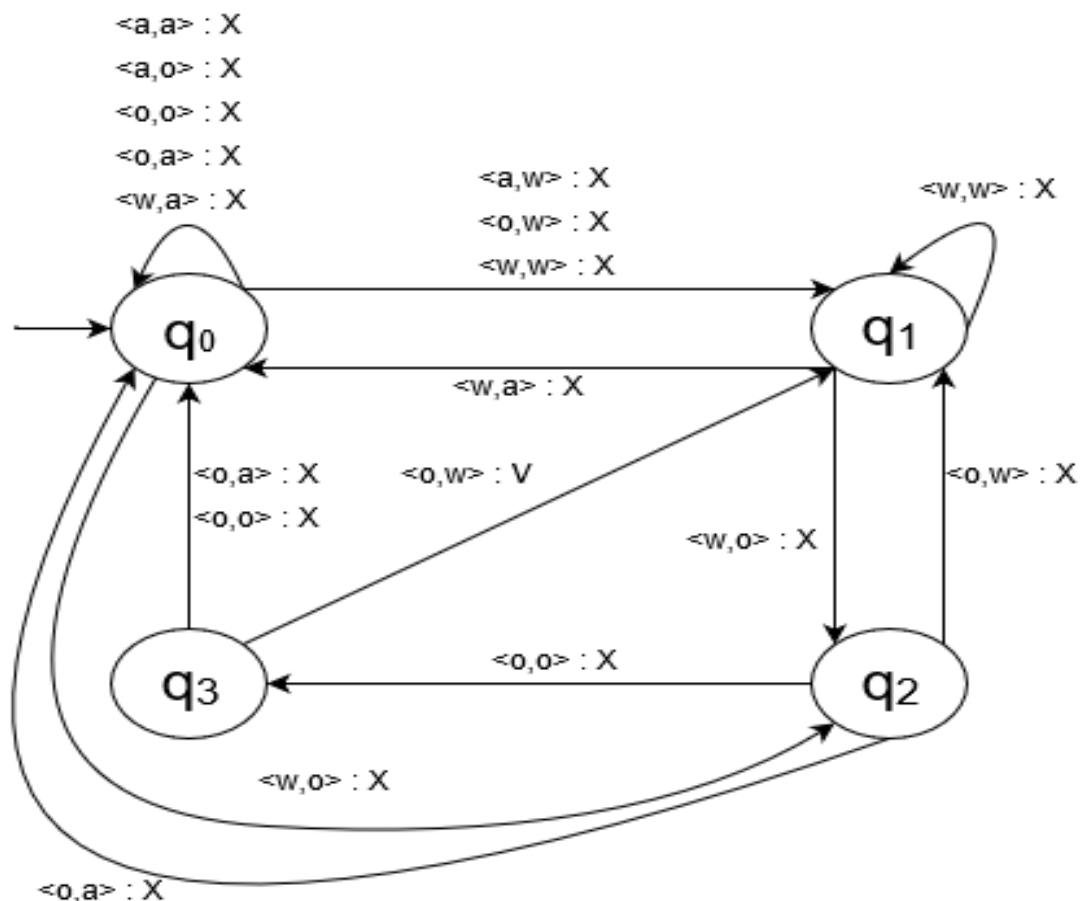 <a,a> : X
<a,o> : X
<o,o> : X
<o,a> : X
<w,a> : X
<a,w> : X
<o,w> : X
<w,w> : X
<w,w> : X
q0
q1
<w,a> : X
<o,a> : X
<o,o> : X
<o,w> : V
<w,o> : X
<o,w> : X
q3
<o,o> : X
q2
<w,o> : X
<o,a> : X